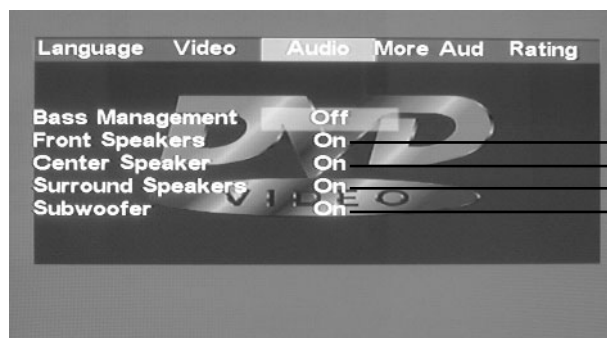 Language Video Audio More Aud Rating
Bass Management Off
Front Speakers On
Center Speaker On
Surround Speakers On
Subwoofer On
DVD
VIDEO